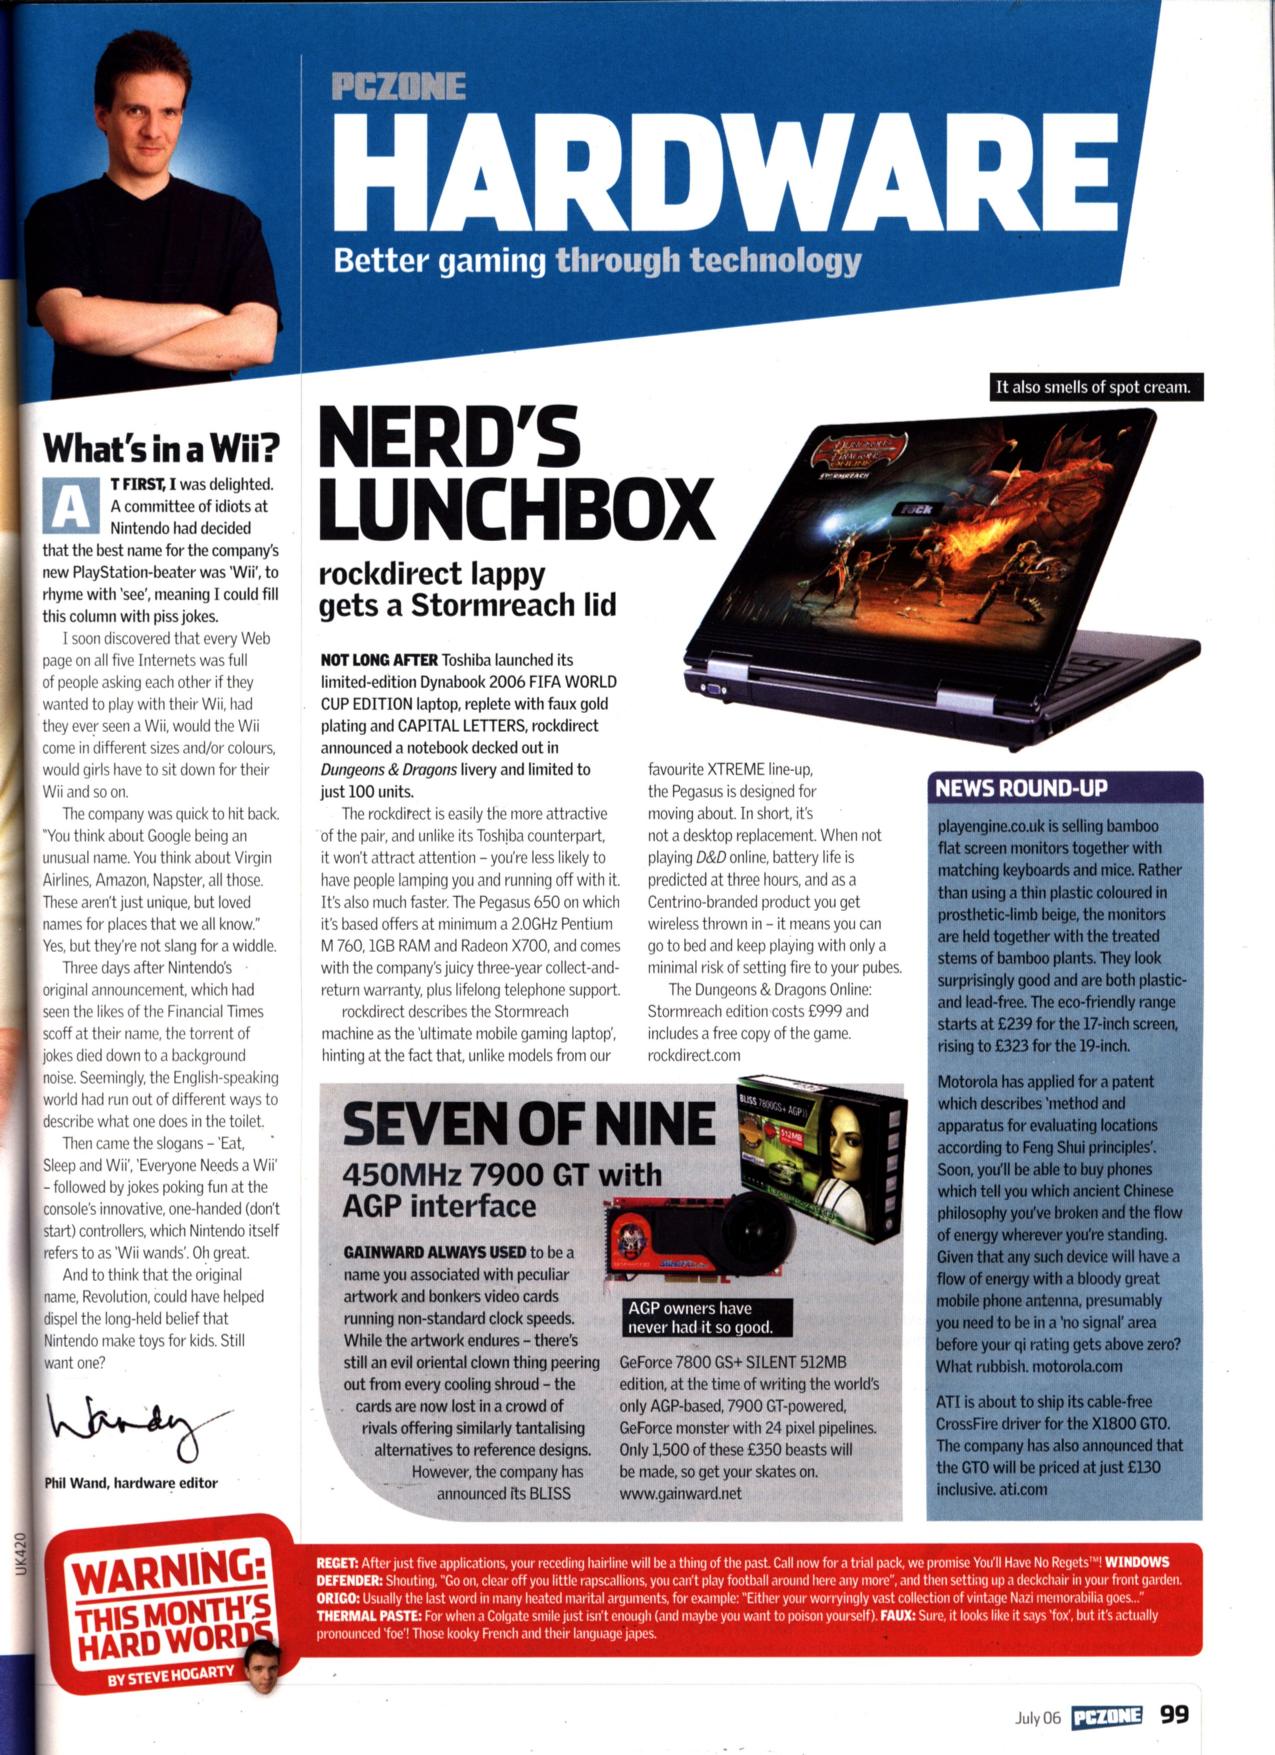 PCZONE
HARDWARE
Better gaming through technology
What's in a Wii?
AT FIRST, I was delighted.
A committee of idiots at
Nintendo had decided
that the best name for the company's
new PlayStation-beater was 'Wii', to
rhyme with 'see', meaning I could fill
this column with piss jokes.
I soon discovered that every Web
page on all five Internets was full
of people asking each other if they
wanted to play with their Wii, had
they ever seen a Wii, would the Wii
come in different sizes and/or colours,
would girls have to sit down for their
Wii and so on.
The company was quick to hit back.
"You think about Google being an
unusual name. You think about Virgin
Airlines, Amazon, Napster, all those.
These aren't just unique, but loved
names for places that we all know."
Yes, but they're not slang for a widdle.
Three days after Nintendo's
original announcement, which had
seen the likes of the Financial Times
scoff at their name, the torrent of
jokes died down to a background
noise. Seemingly, the English-speaking
world had run out of different ways to
describe what one does in the toilet.
Then came the slogans – 'Eat,
Sleep and Wii', 'Everyone Needs a Wii'
– followed by jokes poking fun at the
console's innovative, one-handed (don't
start) controllers, which Nintendo itself
refers to as 'Wii wands'. Oh great.
And to think that the original
name, Revolution, could have helped
dispel the long-held belief that
Nintendo make toys for kids. Still
want one?
Wandy
Phil Wand, hardware editor
NERD'S
LUNCHBOX
rockdirect lappy
gets a Stormreach lid
It also smells of spot cream.
DUNGEONS & DRAGONS ONLINE
STORMREACH
rock
NOT LONG AFTER Toshiba launched its
limited-edition Dynabook 2006 FIFA WORLD
CUP EDITION laptop, replete with faux gold
plating and CAPITAL LETTERS, rockdirect
announced a notebook decked out in
Dungeons & Dragons livery and limited to
just 100 units.
The rockdirect is easily the more attractive
of the pair, and unlike its Toshiba counterpart,
it won't attract attention – you're less likely to
have people lamping you and running off with it.
It's also much faster. The Pegasus 650 on which
it's based offers at minimum a 2.0GHz Pentium
M 760, 1GB RAM and Radeon X700, and comes
with the company's juicy three-year collect-and-
return warranty, plus lifelong telephone support.
rockdirect describes the Stormreach
machine as the 'ultimate mobile gaming laptop',
hinting at the fact that, unlike models from our
favourite XTREME line-up,
the Pegasus is designed for
moving about. In short, it's
not a desktop replacement. When not
playing D&D online, battery life is
predicted at three hours, and as a
Centrino-branded product you get
wireless thrown in – it means you can
go to bed and keep playing with only a
minimal risk of setting fire to your pubes.
The Dungeons & Dragons Online:
Stormreach edition costs £999 and
includes a free copy of the game.
rockdirect.com
SEVEN OF NINE
450MHz 7900 GT with
AGP interface
BLISS 7800GS+ AGP
512MB
AGP owners have
never had it so good.
GAINWARD ALWAYS USED to be a
name you associated with peculiar
artwork and bonkers video cards
running non-standard clock speeds.
While the artwork endures – there's
still an evil oriental clown thing peering
out from every cooling shroud – the
cards are now lost in a crowd of
rivals offering similarly tantalising
alternatives to reference designs.
However, the company has
announced its BLISS
GeForce 7800 GS+ SILENT 512MB
edition, at the time of writing the world's
only AGP-based, 7900 GT-powered,
GeForce monster with 24 pixel pipelines.
Only 1,500 of these £350 beasts will
be made, so get your skates on.
www.gainward.net
NEWS ROUND-UP
playengine.co.uk is selling bamboo
flat screen monitors together with
matching keyboards and mice. Rather
than using a thin plastic coloured in
prosthetic-limb beige, the monitors
are held together with the treated
stems of bamboo plants. They look
surprisingly good and are both plastic-
and lead-free. The eco-friendly range
starts at £239 for the 17-inch screen,
rising to £323 for the 19-inch.
Motorola has applied for a patent
which describes 'method and
apparatus for evaluating locations
according to Feng Shui principles'.
Soon, you'll be able to buy phones
which tell you which ancient Chinese
philosophy you've broken and the flow
of energy wherever you're standing.
Given that any such device will have a
flow of energy with a bloody great
mobile phone antenna, presumably
you need to be in a 'no signal' area
before your qi rating gets above zero?
What rubbish. motorola.com
ATI is about to ship its cable-free
CrossFire driver for the X1800 GTO.
The company has also announced that
the GTO will be priced at just £130
inclusive. ati.com
UK420
WARNING:
THIS MONTH'S
HARD WORDS
BY STEVE HOGARTY
REGET: After just five applications, your receding hairline will be a thing of the past. Call now for a trial pack, we promise You'll Have No Regets™! WINDOWS
DEFENDER: Shouting, "Go on, clear off you little rapscallions, you can't play football around here any more", and then setting up a deckchair in your front garden.
ORIGO: Usually the last word in many heated marital arguments, for example: "Either your worryingly vast collection of vintage Nazi memorabilia goes..."
THERMAL PASTE: For when a Colgate smile just isn't enough (and maybe you want to poison yourself). FAUX: Sure, it looks like it says 'fox', but it's actually
pronounced 'foe'! Those kooky French and their language japes.
July 06 PCZONE 99